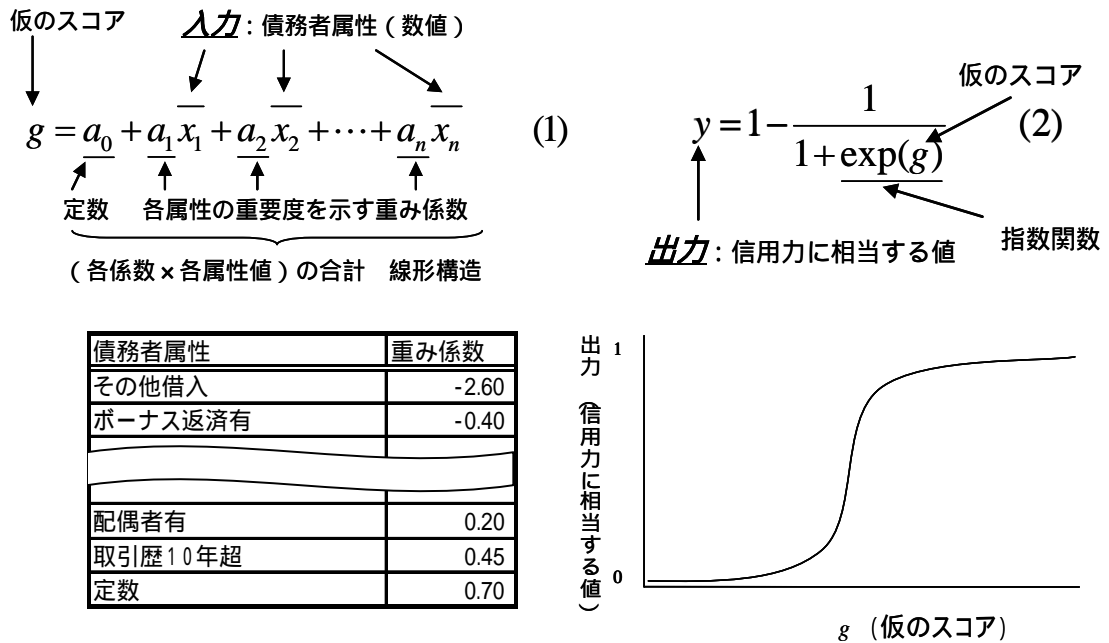 仮のスコア
入力：債務者属性（数値）
g = a₀ + a₁x₁ + a₂x₂ + ⋯ + aₙxₙ (1)
定数 各属性の重要度を示す重み係数
（各係数×各属性値）の合計 線形構造
仮のスコア
y = 1 − 1 / (1 + exp(g)) (2)
指数関数
出力：信用力に相当する値
債務者属性 重み係数
その他借入 -2.60
ボーナス返済有 -0.40
配偶者有 0.20
取引歴１０年超 0.45
定数 0.70
出力（信用力に相当する値）
1
0
g （仮のスコア）